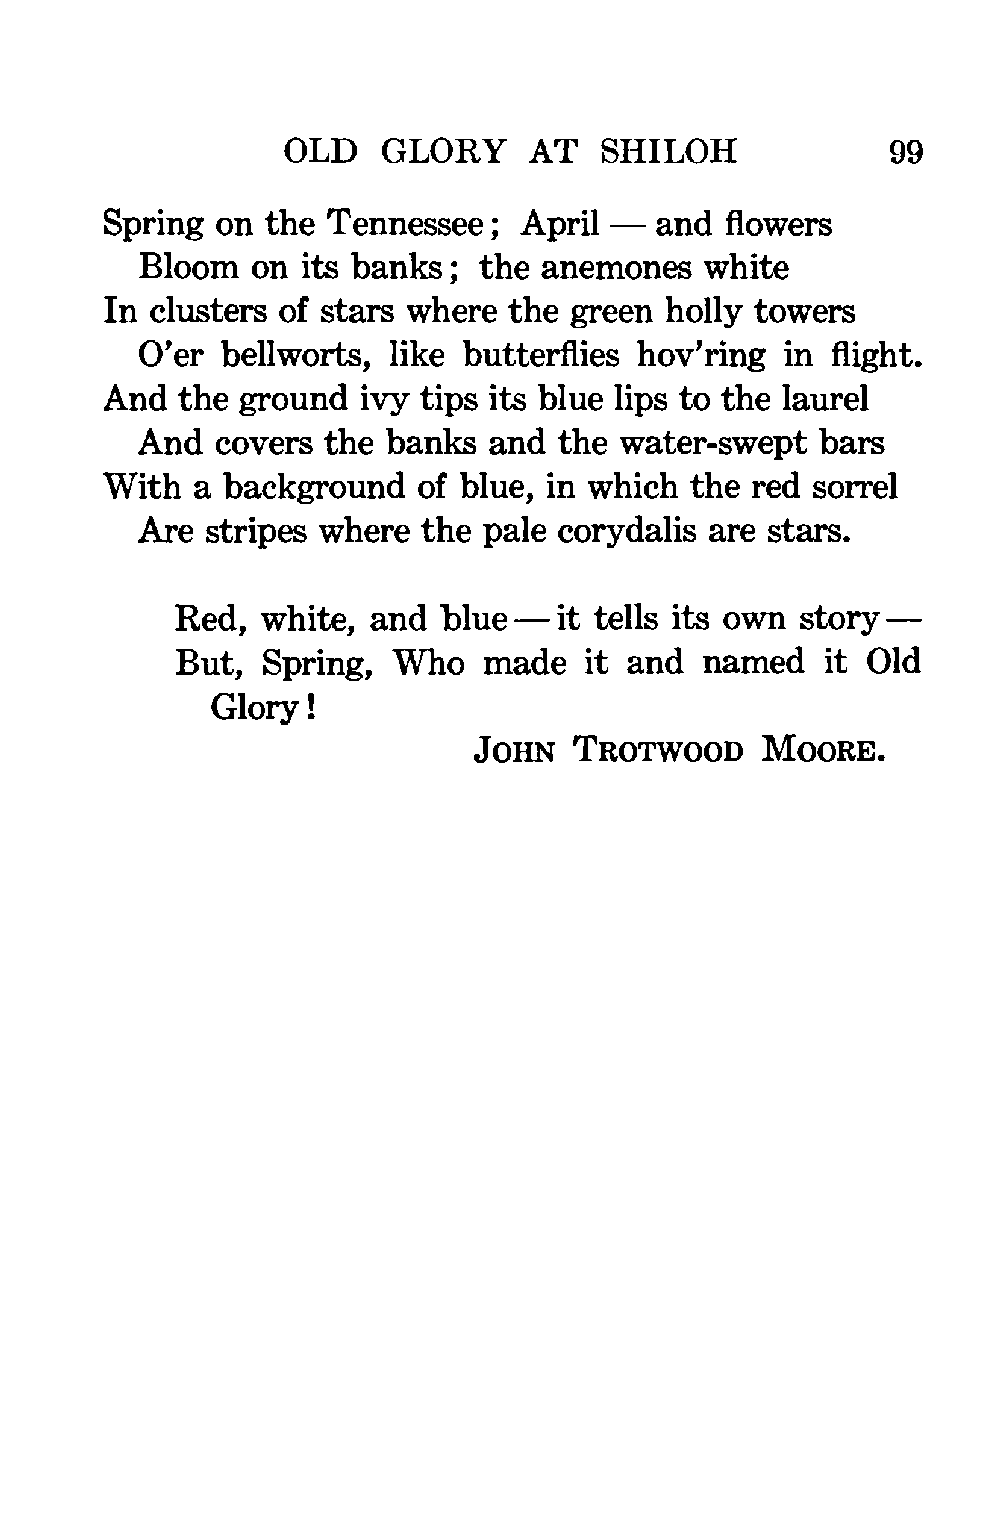 OLD GLORY AT SHILOH 99
Spring on the Tennessee; April — and flowers
Bloom on its banks; the anemones white
In clusters of stars where the green holly towers
O'er bellworts, like butterflies hov'ring in flight.
And the ground ivy tips its blue lips to the laurel
And covers the banks and the water-swept bars
With a background of blue, in which the red sorrel
Are stripes where the pale corydalis are stars.
Red, white, and blue — it tells its own story —
But, Spring, Who made it and named it Old
Glory!
JOHN TROTWOOD MOORE.